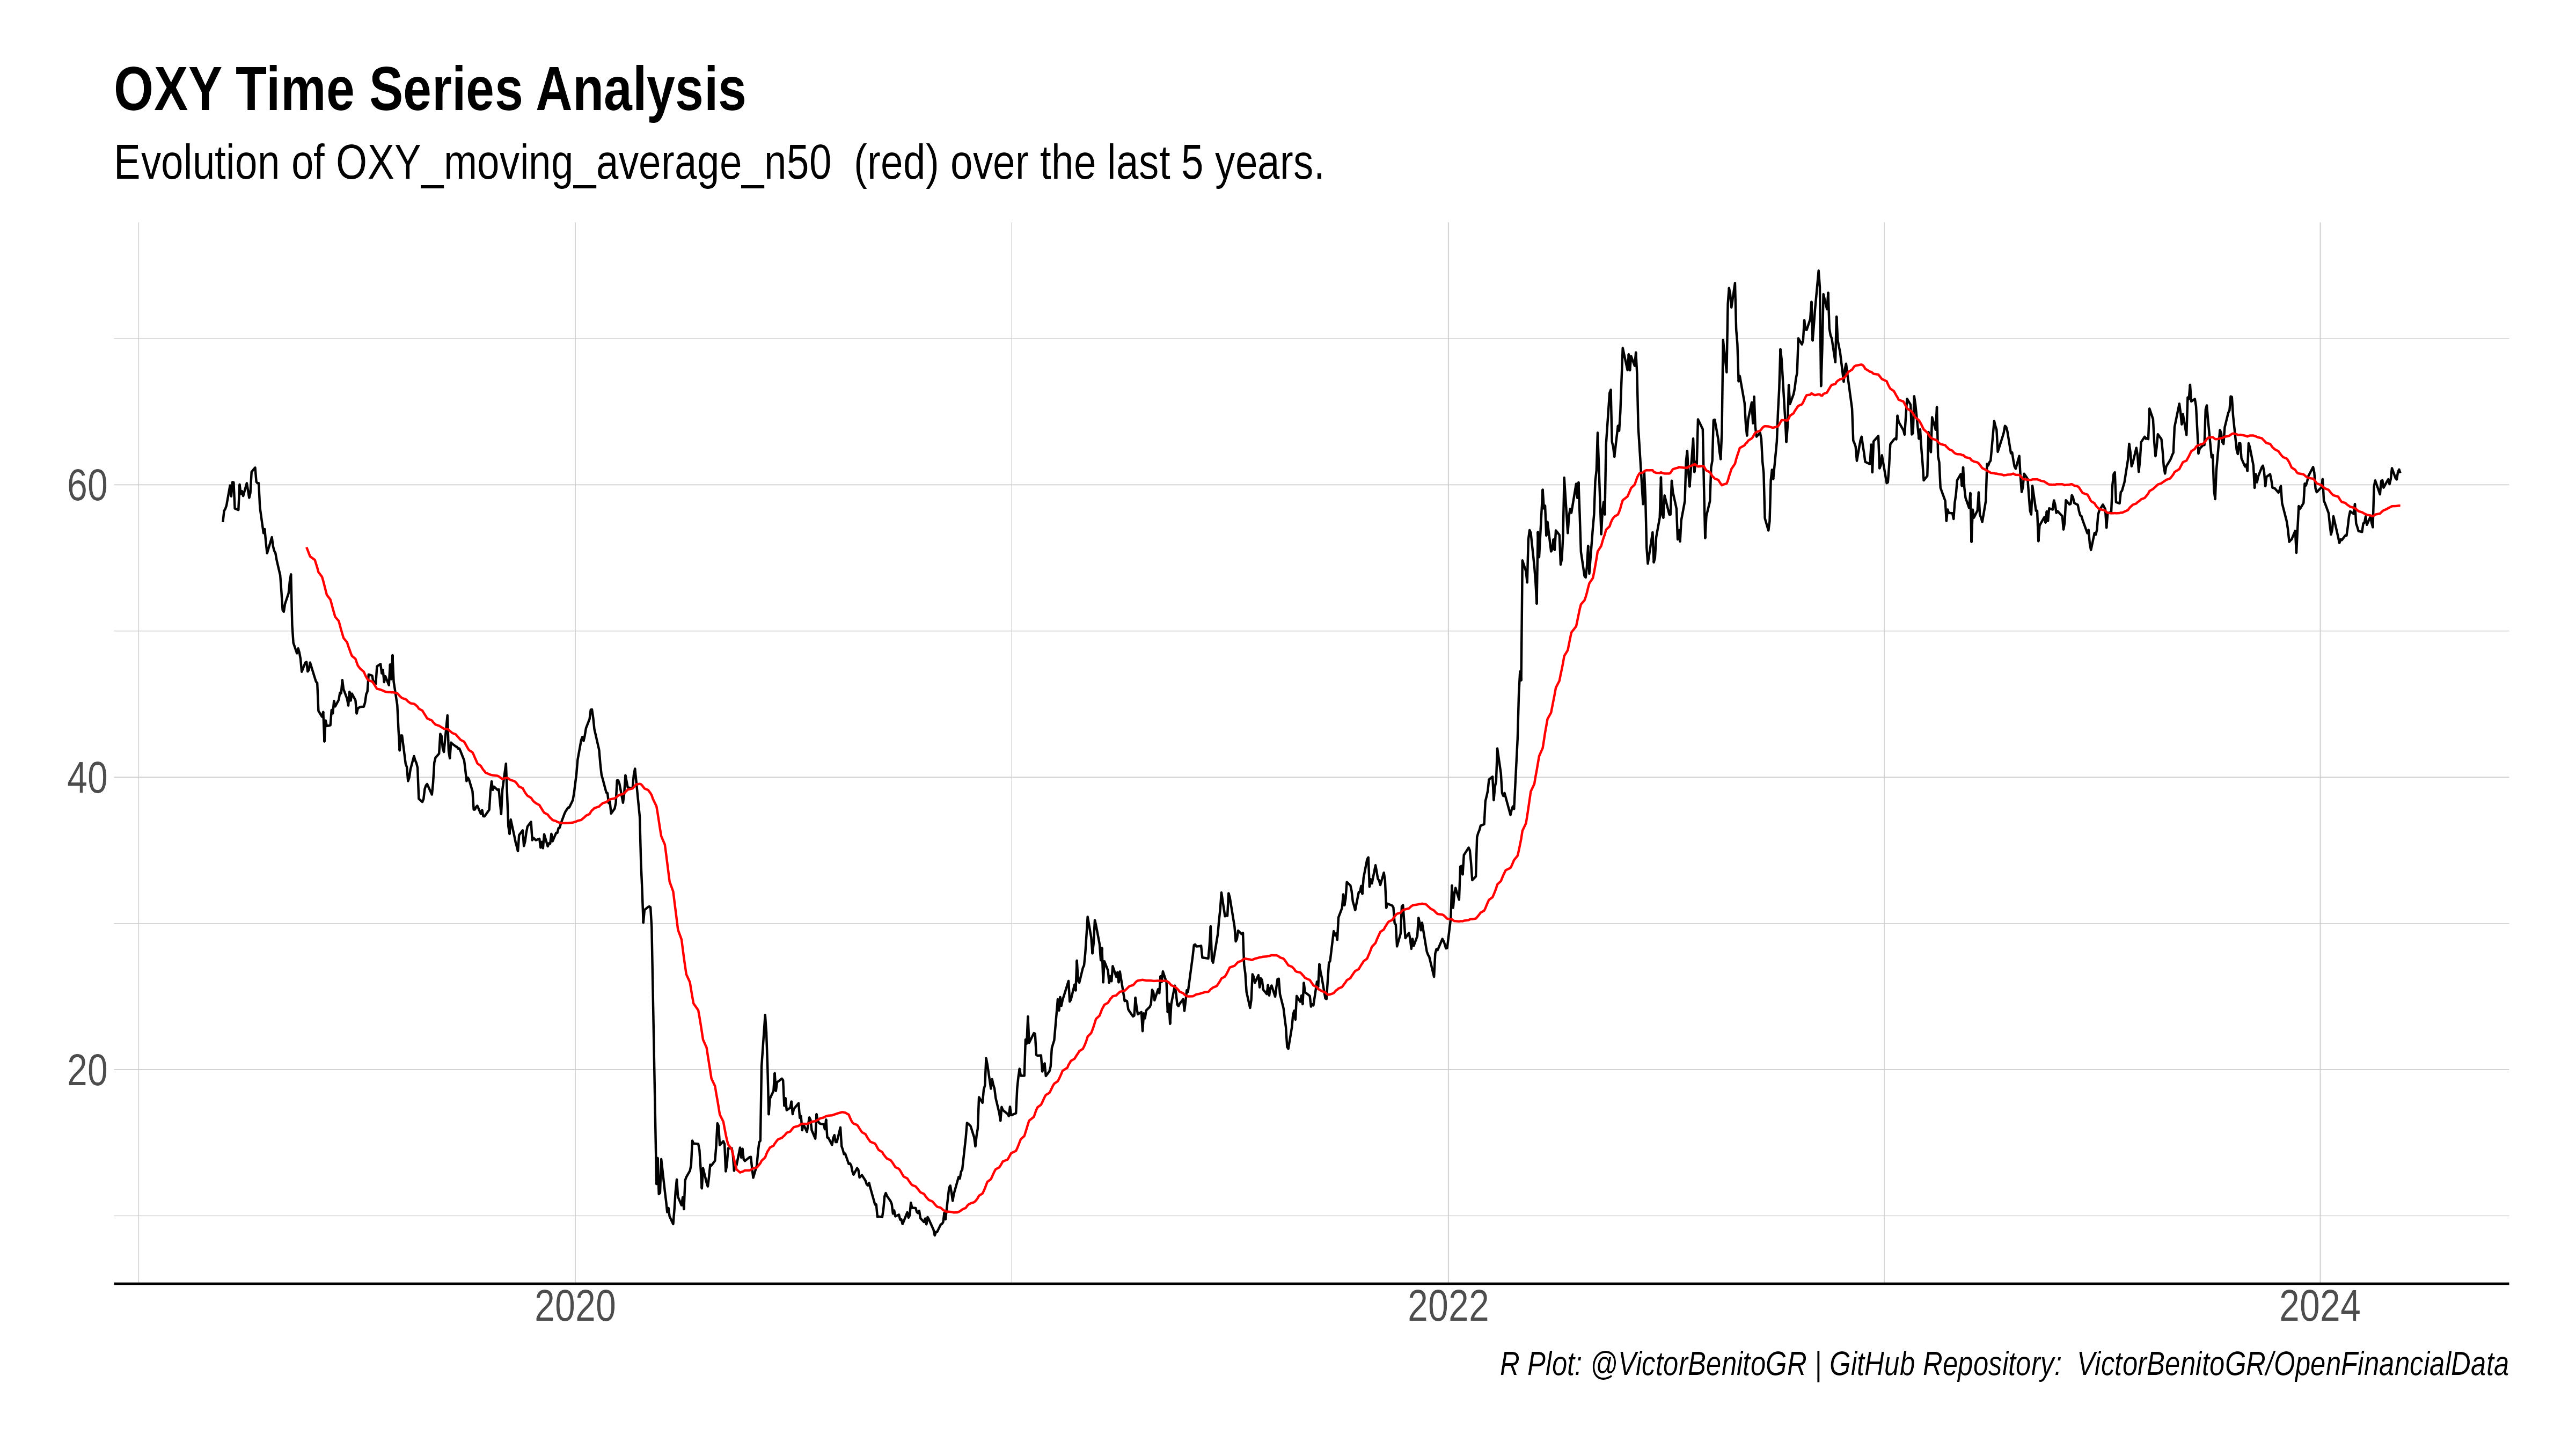 OXY Time Series Analysis
Evolution of OXY_moving_average_n50  (red) over the last 5 years.
60
40
20
2020 2022 2024
R Plot: @VictorBenitoGR | GitHub Repository:  VictorBenitoGR/OpenFinancialData